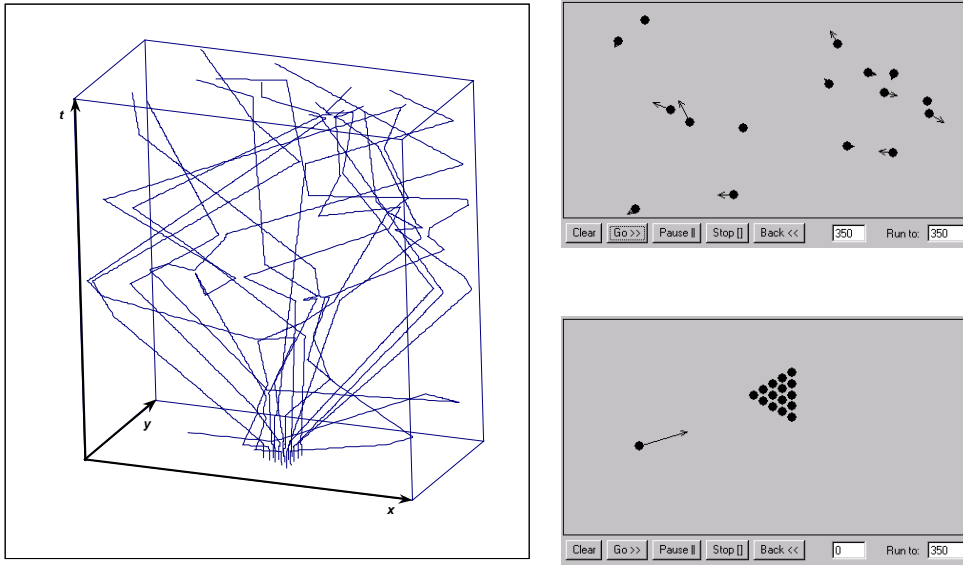 t
y
x
Clear Go >> Pause || Stop [] Back << 350 Run to: 350
Clear Go >> Pause || Stop [] Back << 0 Run to: 350